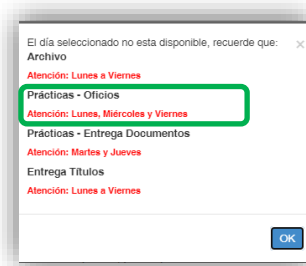 El día seleccionado no esta disponible, recuerde que:
×
Archivo
Atención: Lunes a Viernes
Prácticas - Oficios
Atención: Lunes, Miércoles y Viernes
Prácticas - Entrega Documentos
Atención: Martes y Jueves
Entrega Títulos
Atención: Lunes a Viernes
OK